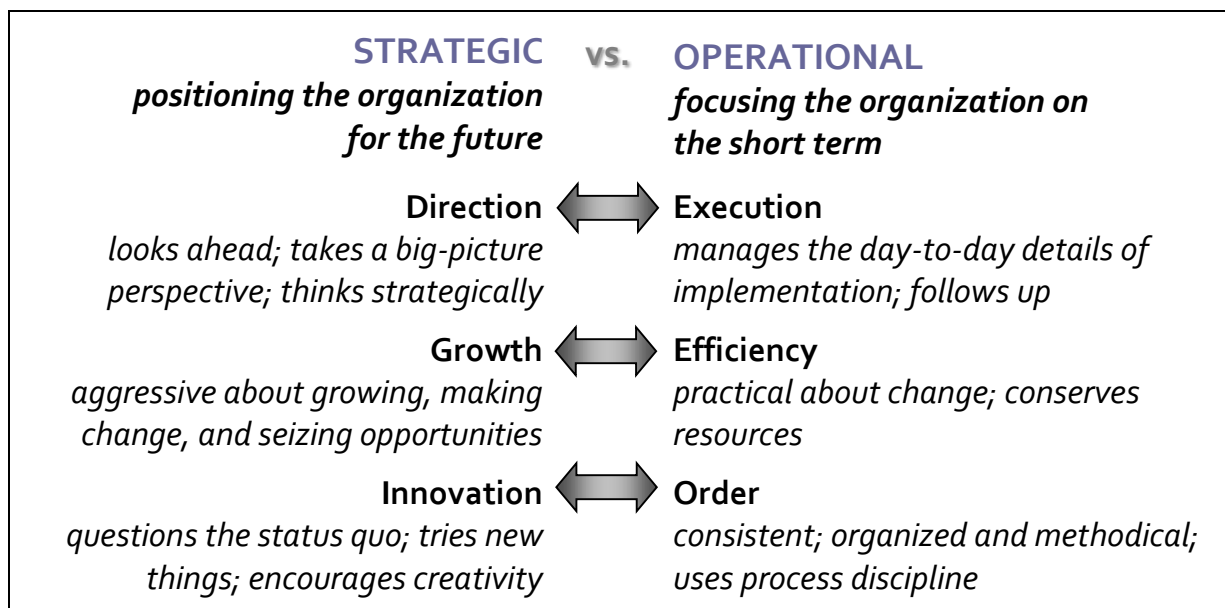 STRATEGIC vs. OPERATIONAL
positioning the organization
for the future
focusing the organization on
the short term
Direction
looks ahead; takes a big-picture
perspective; thinks strategically
Execution
manages the day-to-day details of
implementation; follows up
Growth
aggressive about growing, making
change, and seizing opportunities
Efficiency
practical about change; conserves
resources
Innovation
questions the status quo; tries new
things; encourages creativity
Order
consistent; organized and methodical;
uses process discipline